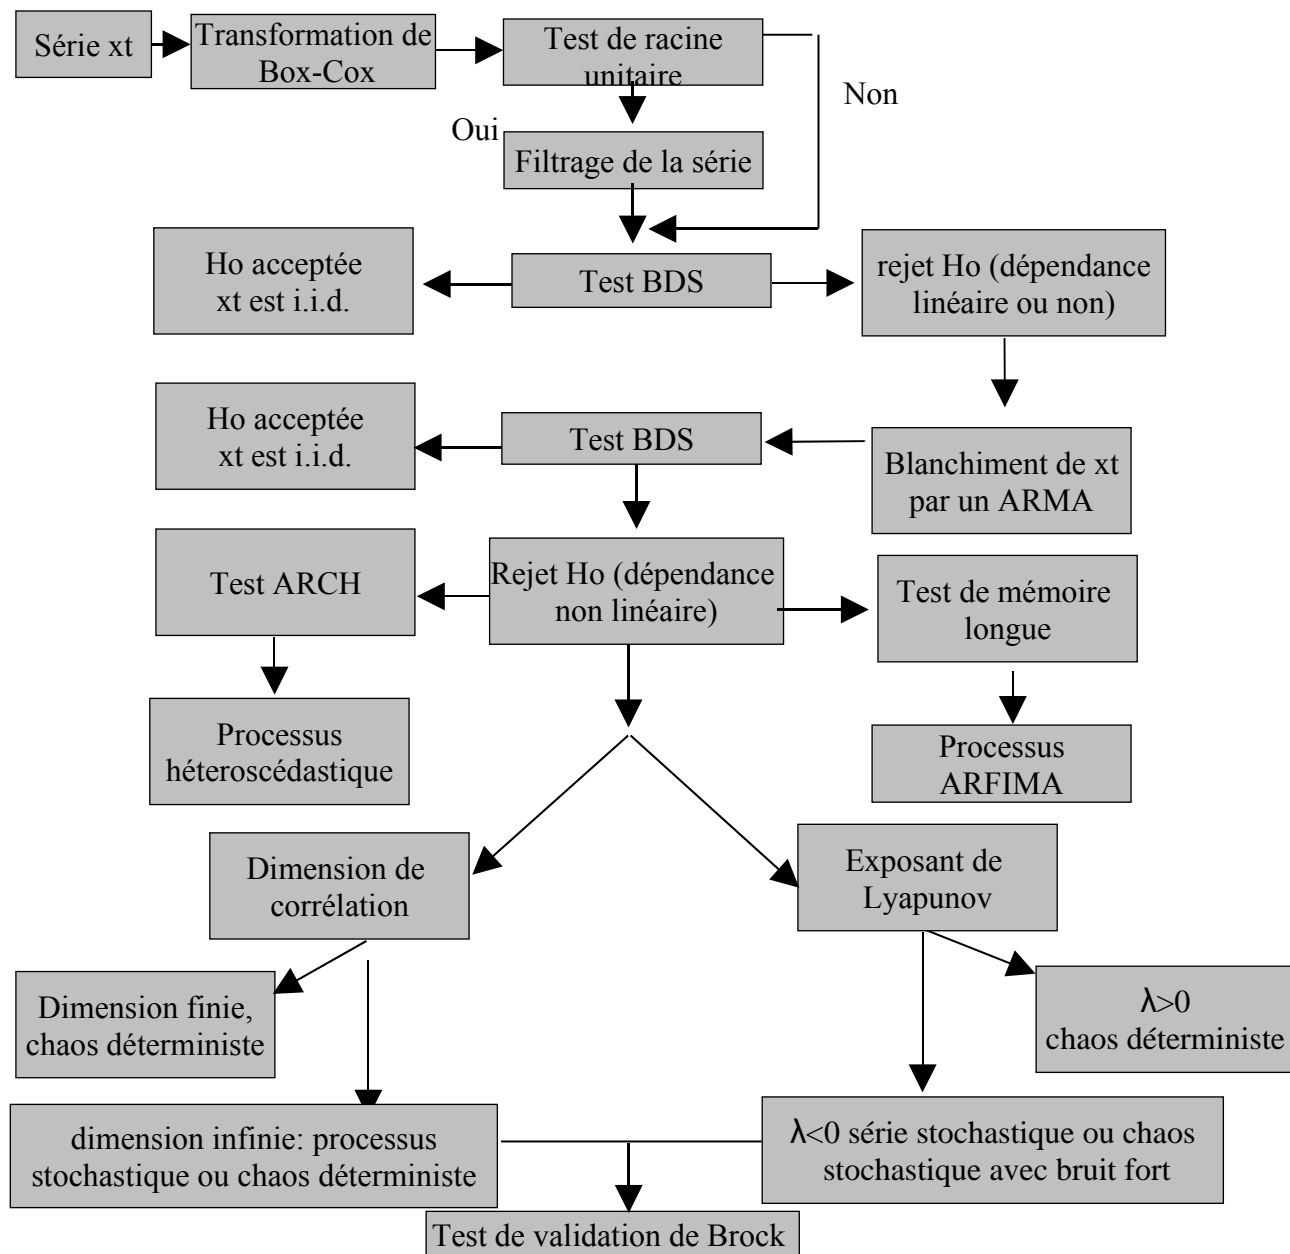 Série xt
Transformation de
Box-Cox
Test de racine
unitaire
Non
Oui
Filtrage de la série
Ho acceptée
xt est i.i.d.
Test BDS
rejet Ho (dépendance
linéaire ou non)
Ho acceptée
xt est i.i.d.
Test BDS
Blanchiment de xt
par un ARMA
Test ARCH
Rejet Ho (dépendance
non linéaire)
Test de mémoire
longue
Processus
héteroscédastique
Processus
ARFIMA
Dimension de
corrélation
Exposant de
Lyapunov
Dimension finie,
chaos déterministe
λ>0
chaos déterministe
dimension infinie: processus
stochastique ou chaos déterministe
λ<0 série stochastique ou chaos
stochastique avec bruit fort
Test de validation de Brock